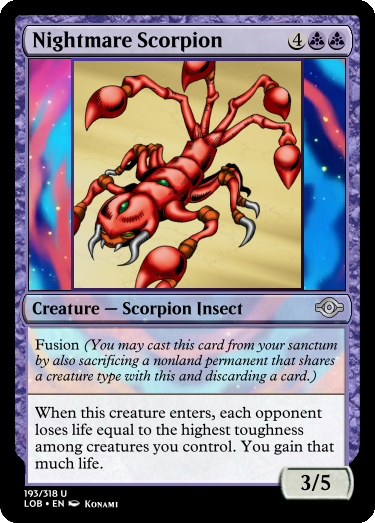 Nightmare Scorpion 4
Creature — Scorpion Insect
Fusion (You may cast this card from your sanctum
by also sacrificing a nonland permanent that shares
a creature type with this and discarding a card.)
When this creature enters, each opponent
loses life equal to the highest toughness
among creatures you control. You gain that
much life.
3/5
193/318 U
LOB • EN Konami